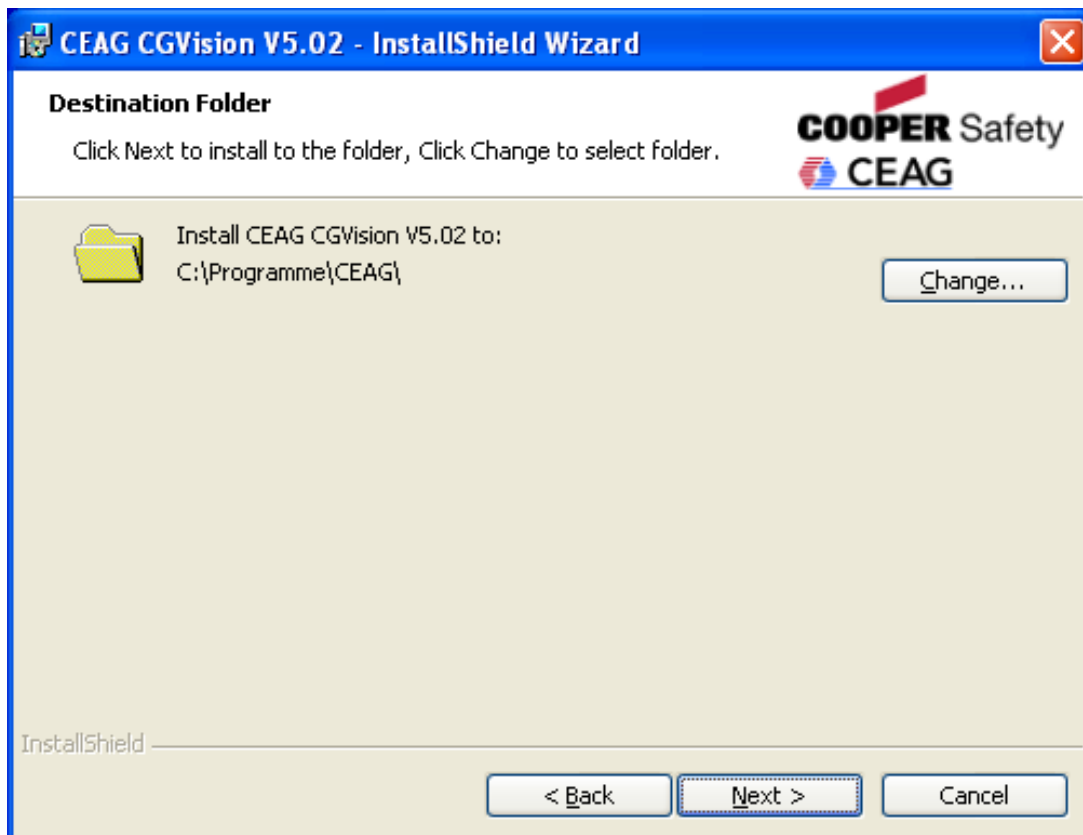 CEAG CGVision V5.02 - InstallShield Wizard
Destination Folder
Click Next to install to the folder, Click Change to select folder.
COOPER Safety
CEAG
Install CEAG CGVision V5.02 to:
C:\Programme\CEAG\
Change...
InstallShield
< Back
Next >
Cancel